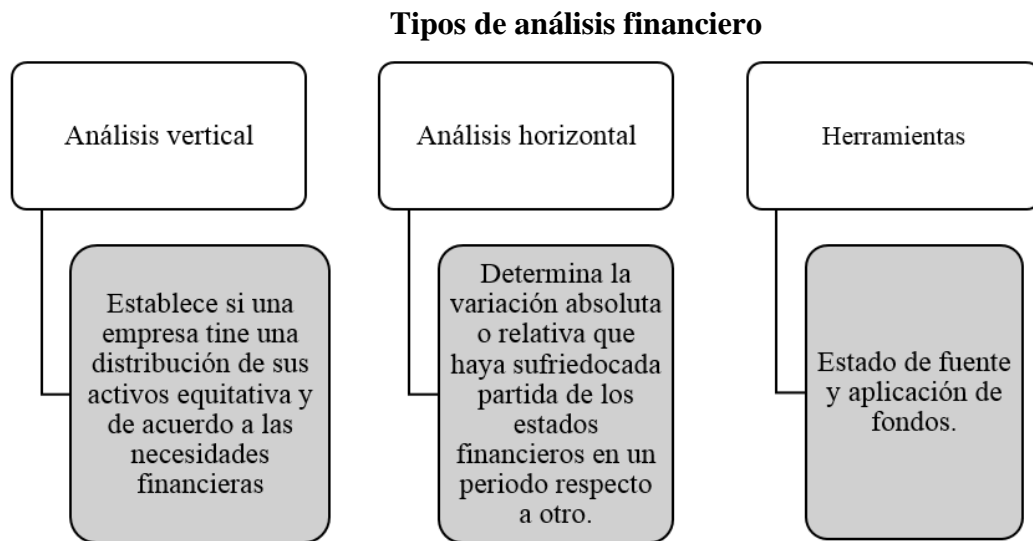 Tipos de análisis financiero
Análisis vertical
Establece si una
empresa tine una
distribución de sus
activos equitativa y
de acuerdo a las
necesidades
financieras
Análisis horizontal
Determina la
variación absoluta
o relativa que
haya sufriedocada
partida de los
estados
financieros en un
periodo respecto
a otro.
Herramientas
Estado de fuente
y aplicación de
fondos.